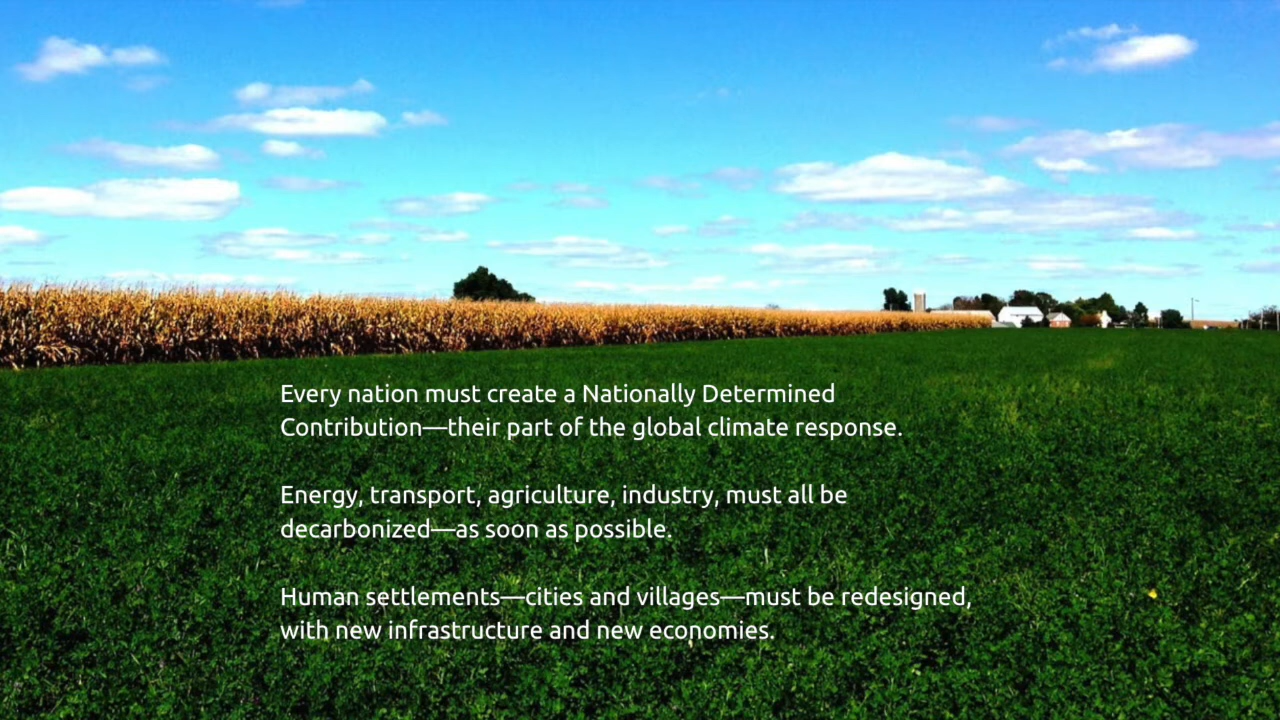 Every nation must create a Nationally Determined
Contribution—their part of the global climate response.
Energy, transport, agriculture, industry, must all be
decarbonized—as soon as possible.
Human settlements—cities and villages—must be redesigned,
with new infrastructure and new economies.